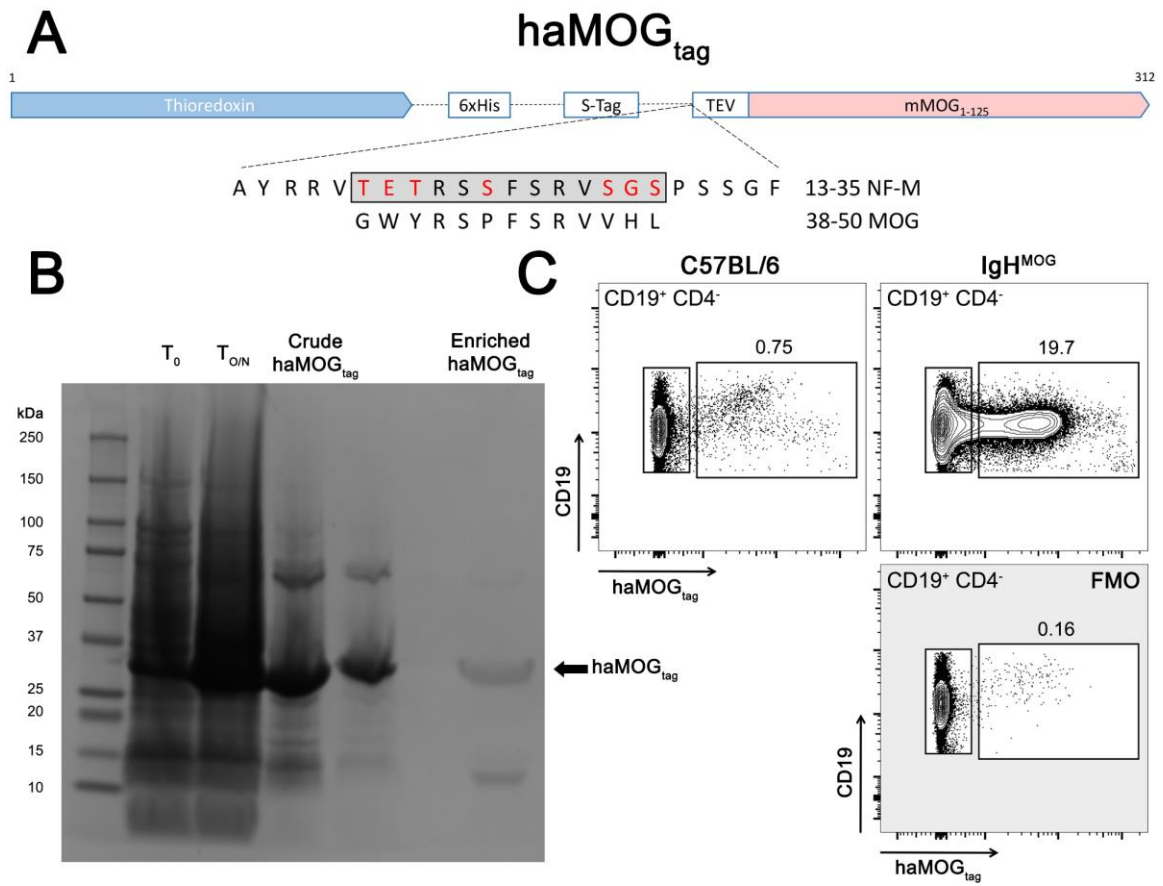 A
haMOGtag
1
312
Thioredoxin
6xHis
S-Tag
TEV
mMOG1-125
A Y R R V T E T R S S F S R V S G S P S S G F 13-35 NF-M
G W Y R S P F S R V V H L 38-50 MOG
B
T0
TO/N
Crude
haMOGtag
Enriched
haMOGtag
kDa
250
150
100
75
50
37
25
20
15
10
haMOGtag
C
C57BL/6
IgHMOG
CD19+ CD4-
0.75
CD19
haMOGtag
CD19+ CD4-
19.7
CD19+ CD4-
FMO
0.16
CD19
haMOGtag